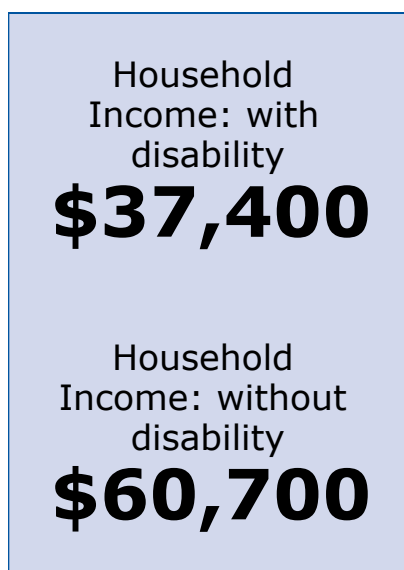 Household
Income: with
disability
$37,400
Household
Income: without
disability
$60,700